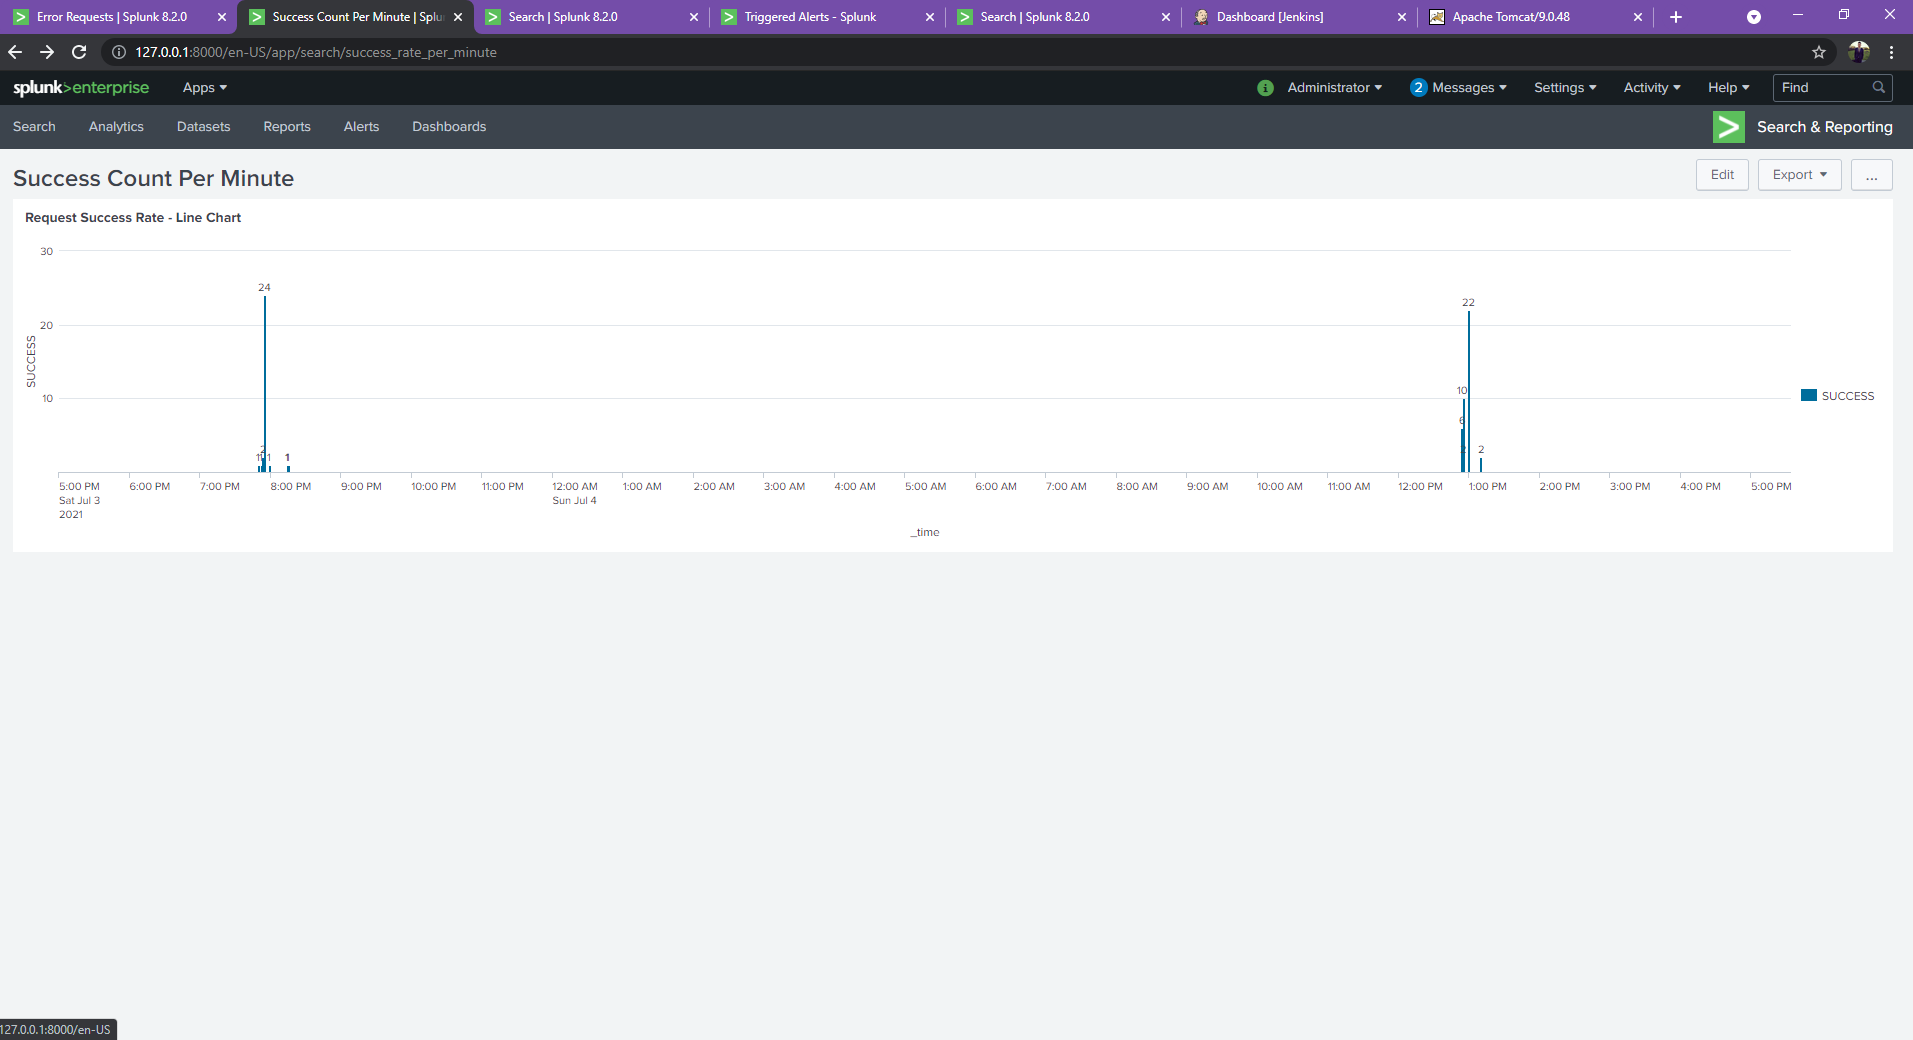 Error Requests | Splunk 8.2.0
Success Count Per Minute | Splu
Search | Splunk 8.2.0
Triggered Alerts - Splunk
Search | Splunk 8.2.0
Dashboard [Jenkins]
Apache Tomcat/9.0.48
127.0.0.1:8000/en-US/app/search/success_rate_per_minute
splunk>enterprise
Apps
i
Administrator
2 Messages
Settings
Activity
Help
Find
Search
Analytics
Datasets
Reports
Alerts
Dashboards
Search & Reporting
Success Count Per Minute
Edit
Export
...
Request Success Rate - Line Chart
30
20
10
SUCCESS
24
1
2
1
1
6
10
22
2
SUCCESS
5:00 PM
Sat Jul 3
2021
6:00 PM
7:00 PM
8:00 PM
9:00 PM
10:00 PM
11:00 PM
12:00 AM
Sun Jul 4
1:00 AM
2:00 AM
3:00 AM
4:00 AM
5:00 AM
6:00 AM
7:00 AM
8:00 AM
9:00 AM
10:00 AM
11:00 AM
12:00 PM
1:00 PM
2:00 PM
3:00 PM
4:00 PM
5:00 PM
_time
127.0.0.1:8000/en-US